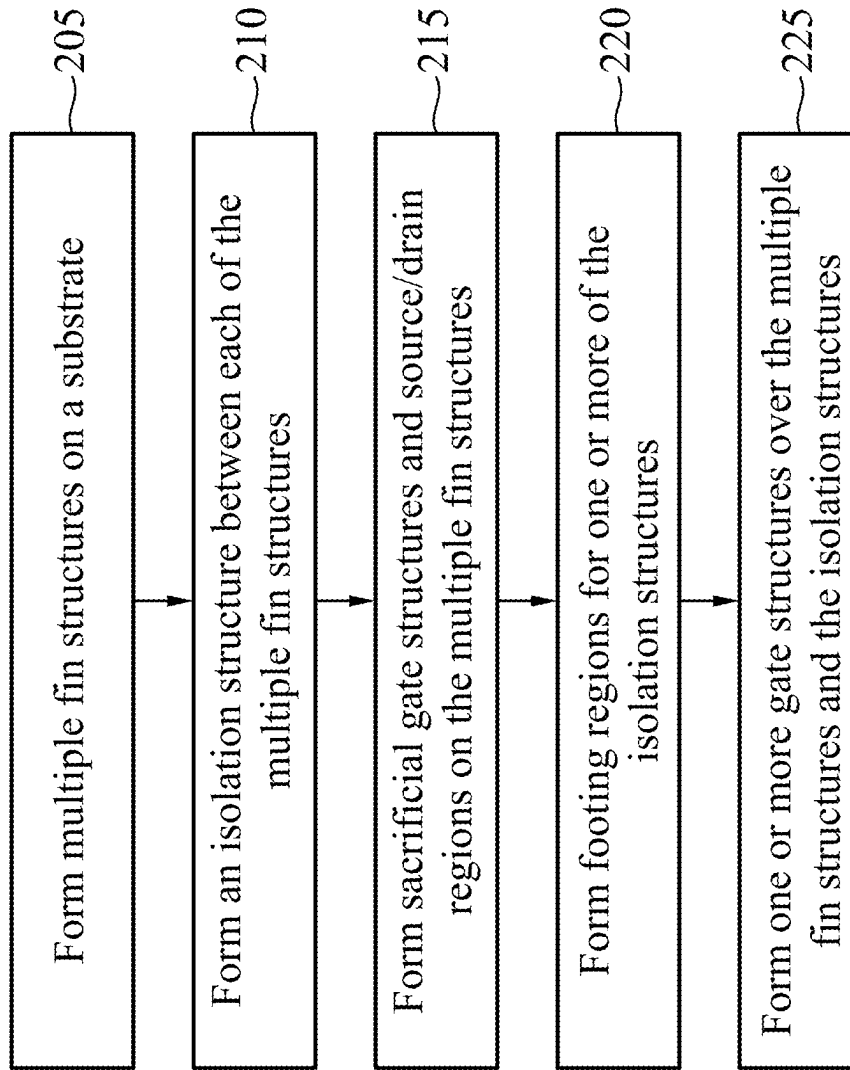 Form multiple fin structures on a substrate
205
Form an isolation structure between each of the
multiple fin structures
210
Form sacrificial gate structures and source/drain
regions on the multiple fin structures
215
Form footing regions for one or more of the
isolation structures
220
Form one or more gate structures over the multiple
fin structures and the isolation structures
225